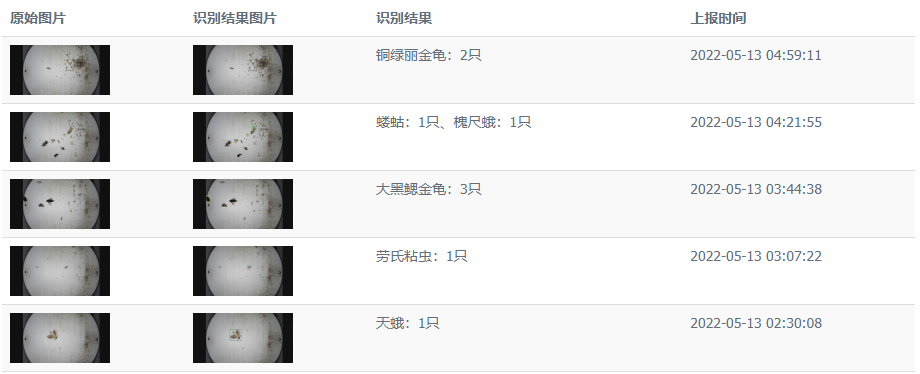 原始图片 识别结果图片 识别结果 上报时间
铜绿丽金龟：2只 2022-05-13 04:59:11
蝼蛄：1只、槐尺蛾：1只 2022-05-13 04:21:55
大黑鳃金龟：3只 2022-05-13 03:44:38
劳氏粘虫：1只 2022-05-13 03:07:22
天蛾：1只 2022-05-13 02:30:08